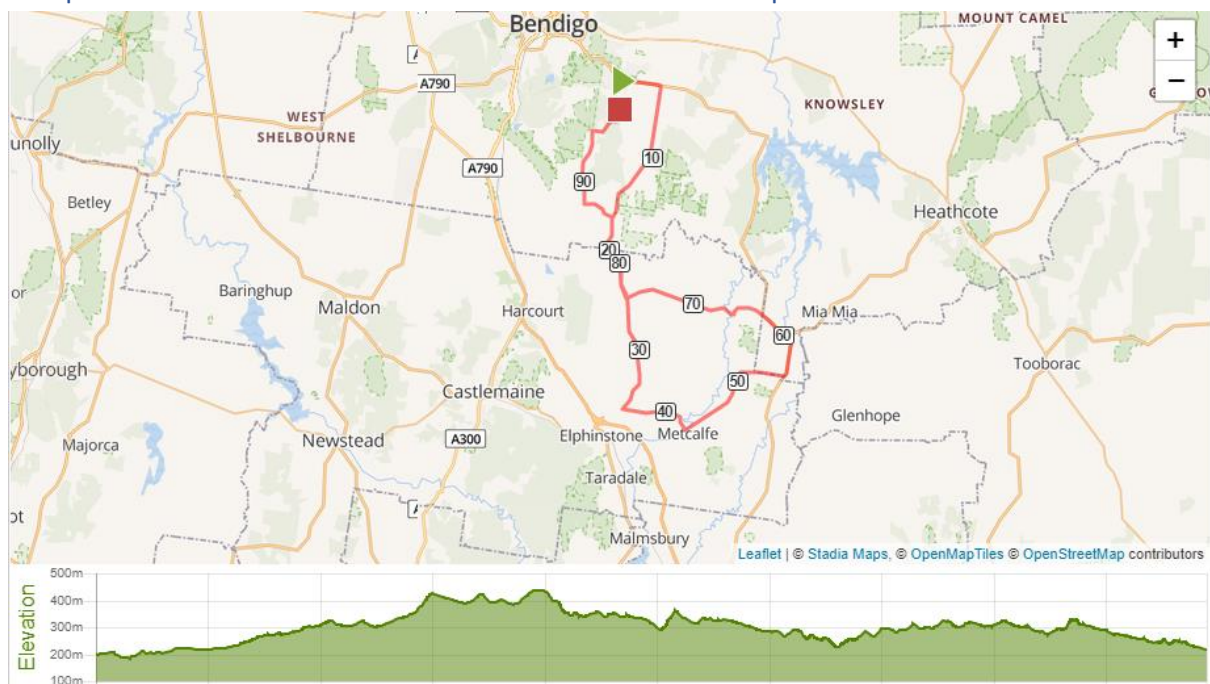 Bendigo
MOUNT CAMEL
+
−
A790
KNOWSLEY
WEST
SHELBOURNE
unolly
10
A790
90
Betley
Heathcote
20
80
Baringhup
70
Maldon
Harcourt
Mia Mia
60
30
yborough
Tooborac
50
Castlemaine
40
Glenhope
Elphinstone
Metcalfe
A300
Newstead
Majorca
Taradale
Malmsbury
Leaflet | © Stadia Maps, © OpenMapTiles © OpenStreetMap contributors
500m
400m
300m
200m
100m
Elevation